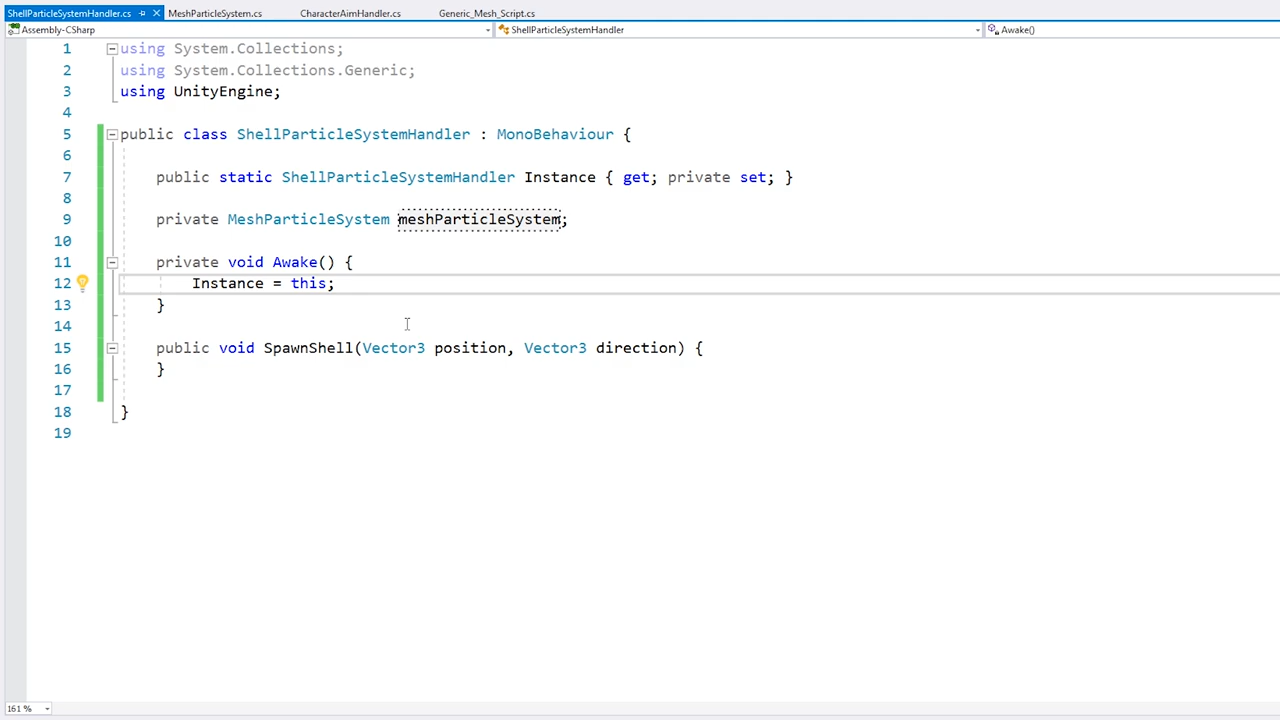 ShellParticleSystemHandler.cs MeshParticleSystem.cs CharacterAimHandler.cs Generic_Mesh_Script.cs
Assembly-CSharp ShellParticleSystemHandler Awake()
1 using System.Collections;
2 using System.Collections.Generic;
3 using UnityEngine;
4
5 public class ShellParticleSystemHandler : MonoBehaviour {
6
7 public static ShellParticleSystemHandler Instance { get; private set; }
8
9 private MeshParticleSystem meshParticleSystem;
10
11 private void Awake() {
12 Instance = this;
13 }
14
15 public void SpawnShell(Vector3 position, Vector3 direction) {
16 }
17
18 }
19
161 %